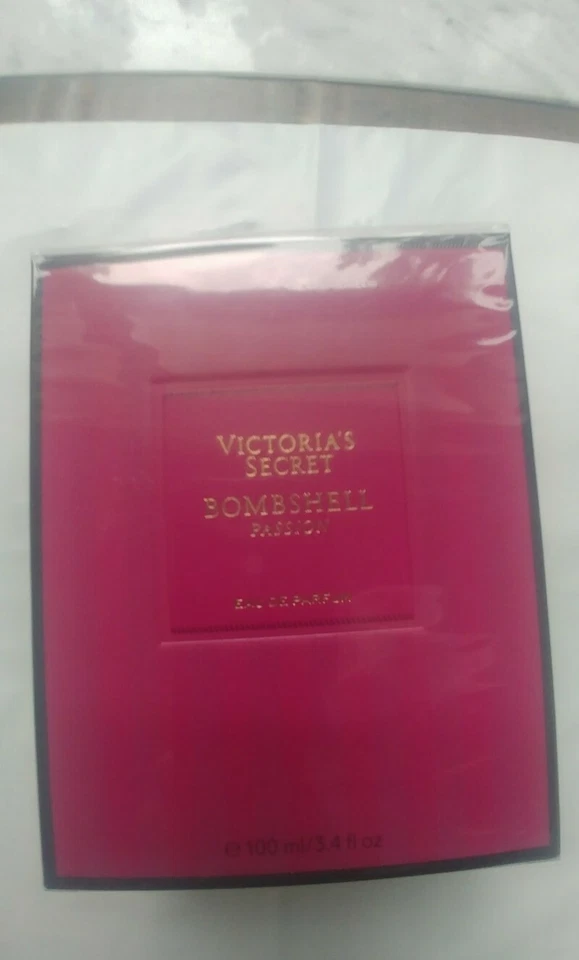 VICTORIA'S
SECRET
BOMBSHELL
PASSION
EAU DE PARFUM
℮ 100 ml/3.4 fl oz